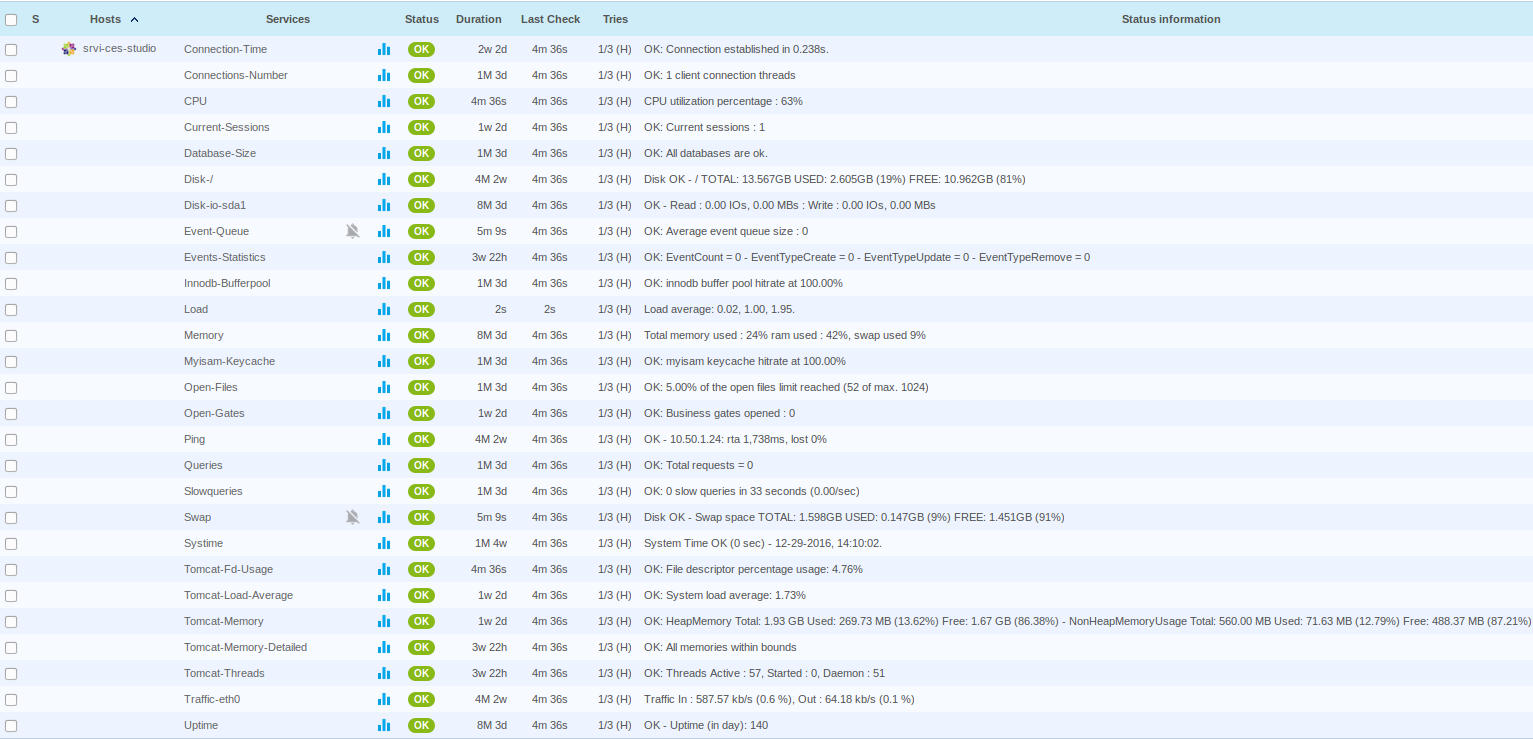 S Hosts Services Status Duration Last Check Tries Status information
srvi-ces-studio Connection-Time OK 2w 2d 4m 36s 1/3 (H) OK: Connection established in 0.238s.
Connections-Number OK 1M 3d 4m 36s 1/3 (H) OK: 1 client connection threads
CPU OK 4m 36s 4m 36s 1/3 (H) CPU utilization percentage : 63%
Current-Sessions OK 1w 2d 4m 36s 1/3 (H) OK: Current sessions : 1
Database-Size OK 1M 3d 4m 36s 1/3 (H) OK: All databases are ok.
Disk-/ OK 4M 2w 4m 36s 1/3 (H) Disk OK - / TOTAL: 13.567GB USED: 2.605GB (19%) FREE: 10.962GB (81%)
Disk-io-sda1 OK 8M 3d 4m 36s 1/3 (H) OK - Read : 0.00 IOs, 0.00 MBs : Write : 0.00 IOs, 0.00 MBs
Event-Queue OK 5m 9s 4m 36s 1/3 (H) OK: Average event queue size : 0
Events-Statistics OK 3w 22h 4m 36s 1/3 (H) OK: EventCount = 0 - EventTypeCreate = 0 - EventTypeUpdate = 0 - EventTypeRemove = 0
Innodb-Bufferpool OK 1M 3d 4m 36s 1/3 (H) OK: innodb buffer pool hitrate at 100.00%
Load OK 2s 2s 1/3 (H) Load average: 0.02, 1.00, 1.95.
Memory OK 8M 3d 4m 36s 1/3 (H) Total memory used : 24% ram used : 42%, swap used 9%
Myisam-Keycache OK 1M 3d 4m 36s 1/3 (H) OK: myisam keycache hitrate at 100.00%
Open-Files OK 1M 3d 4m 36s 1/3 (H) OK: 5.00% of the open files limit reached (52 of max. 1024)
Open-Gates OK 1w 2d 4m 36s 1/3 (H) OK: Business gates opened : 0
Ping OK 4M 2w 4m 36s 1/3 (H) OK - 10.50.1.24: rta 1,738ms, lost 0%
Queries OK 1M 3d 4m 36s 1/3 (H) OK: Total requests = 0
Slowqueries OK 1M 3d 4m 36s 1/3 (H) OK: 0 slow queries in 33 seconds (0.00/sec)
Swap OK 5m 9s 4m 36s 1/3 (H) Disk OK - Swap space TOTAL: 1.598GB USED: 0.147GB (9%) FREE: 1.451GB (91%)
Systime OK 1M 4w 4m 36s 1/3 (H) System Time OK (0 sec) - 12-29-2016, 14:10:02.
Tomcat-Fd-Usage OK 4m 36s 4m 36s 1/3 (H) OK: File descriptor percentage usage: 4.76%
Tomcat-Load-Average OK 1w 2d 4m 36s 1/3 (H) OK: System load average: 1.73%
Tomcat-Memory OK 1w 2d 4m 36s 1/3 (H) OK: HeapMemory Total: 1.93 GB Used: 269.73 MB (13.62%) Free: 1.67 GB (86.38%) - NonHeapMemoryUsage Total: 560.00 MB Used: 71.63 MB (12.79%) Free: 488.37 MB (87.21%)
Tomcat-Memory-Detailed OK 3w 22h 4m 36s 1/3 (H) OK: All memories within bounds
Tomcat-Threads OK 3w 22h 4m 36s 1/3 (H) OK: Threads Active : 57, Started : 0, Daemon : 51
Traffic-eth0 OK 4M 2w 4m 36s 1/3 (H) Traffic In : 587.57 kb/s (0.6 %), Out : 64.18 kb/s (0.1 %)
Uptime OK 8M 3d 4m 36s 1/3 (H) OK - Uptime (in day): 140